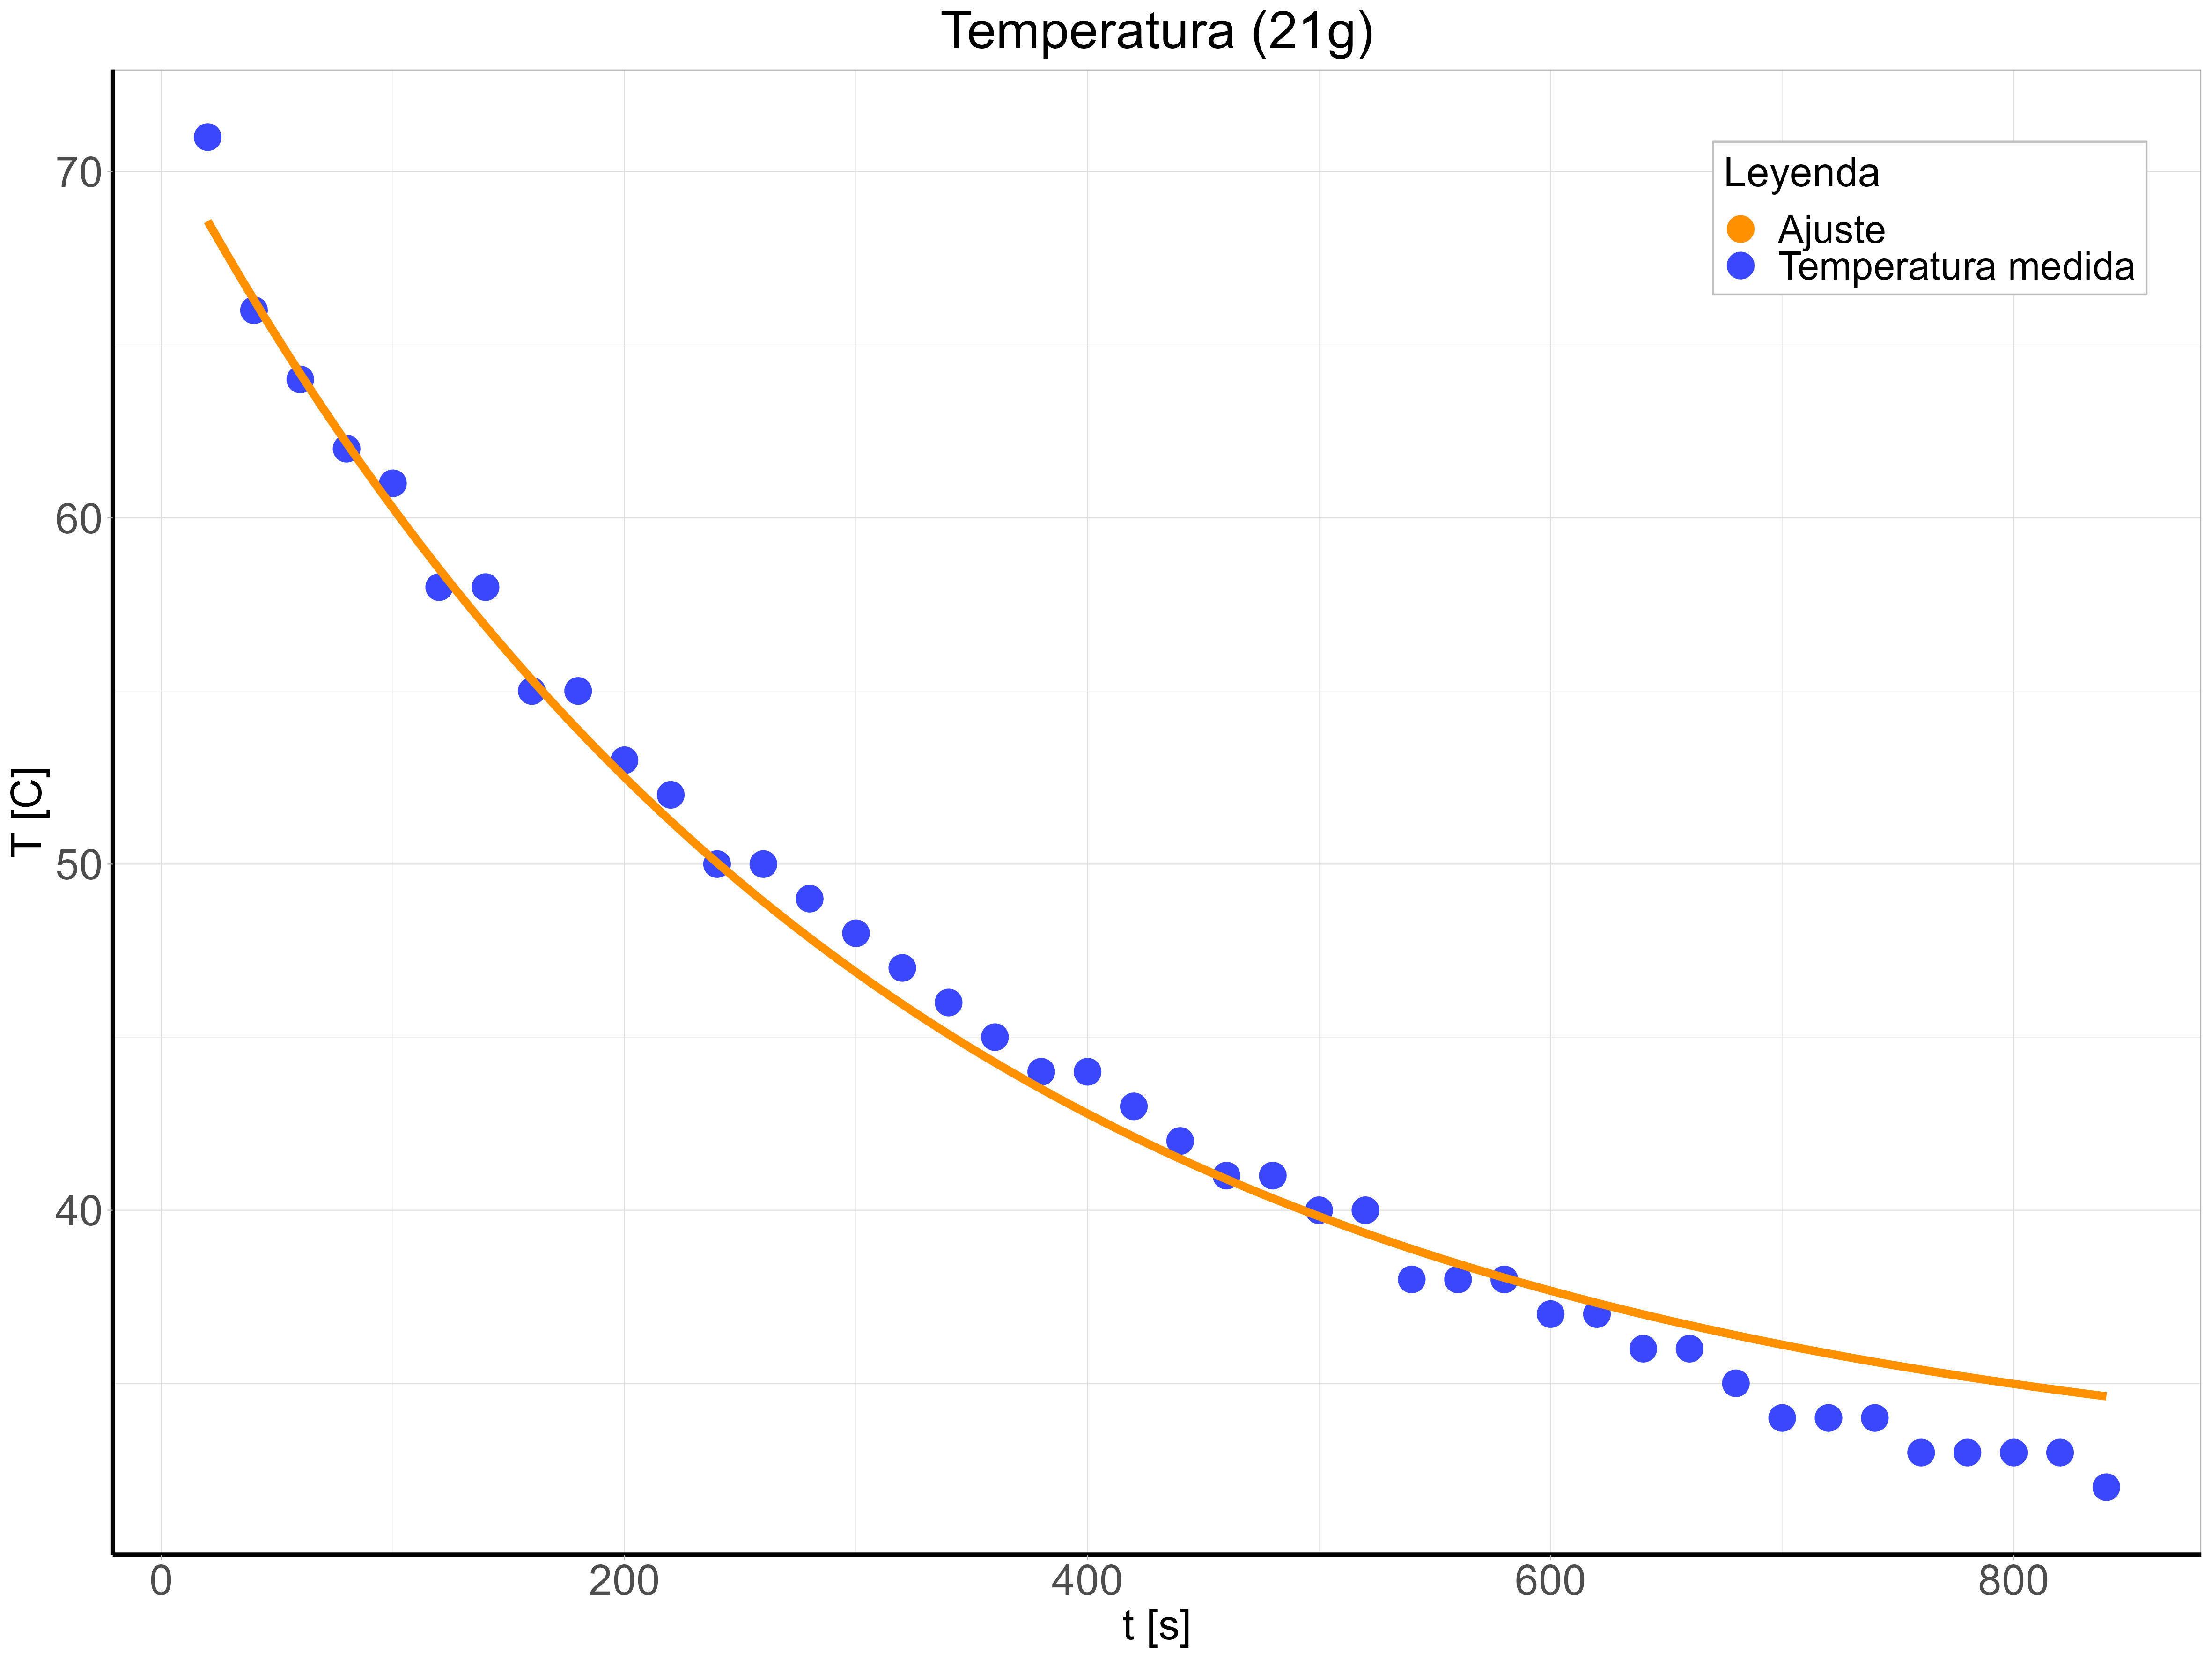 Temperatura (21g)
70
60
50
40
T [C]
Leyenda
Ajuste
Temperatura medida
0 200 400 600 800
t [s]